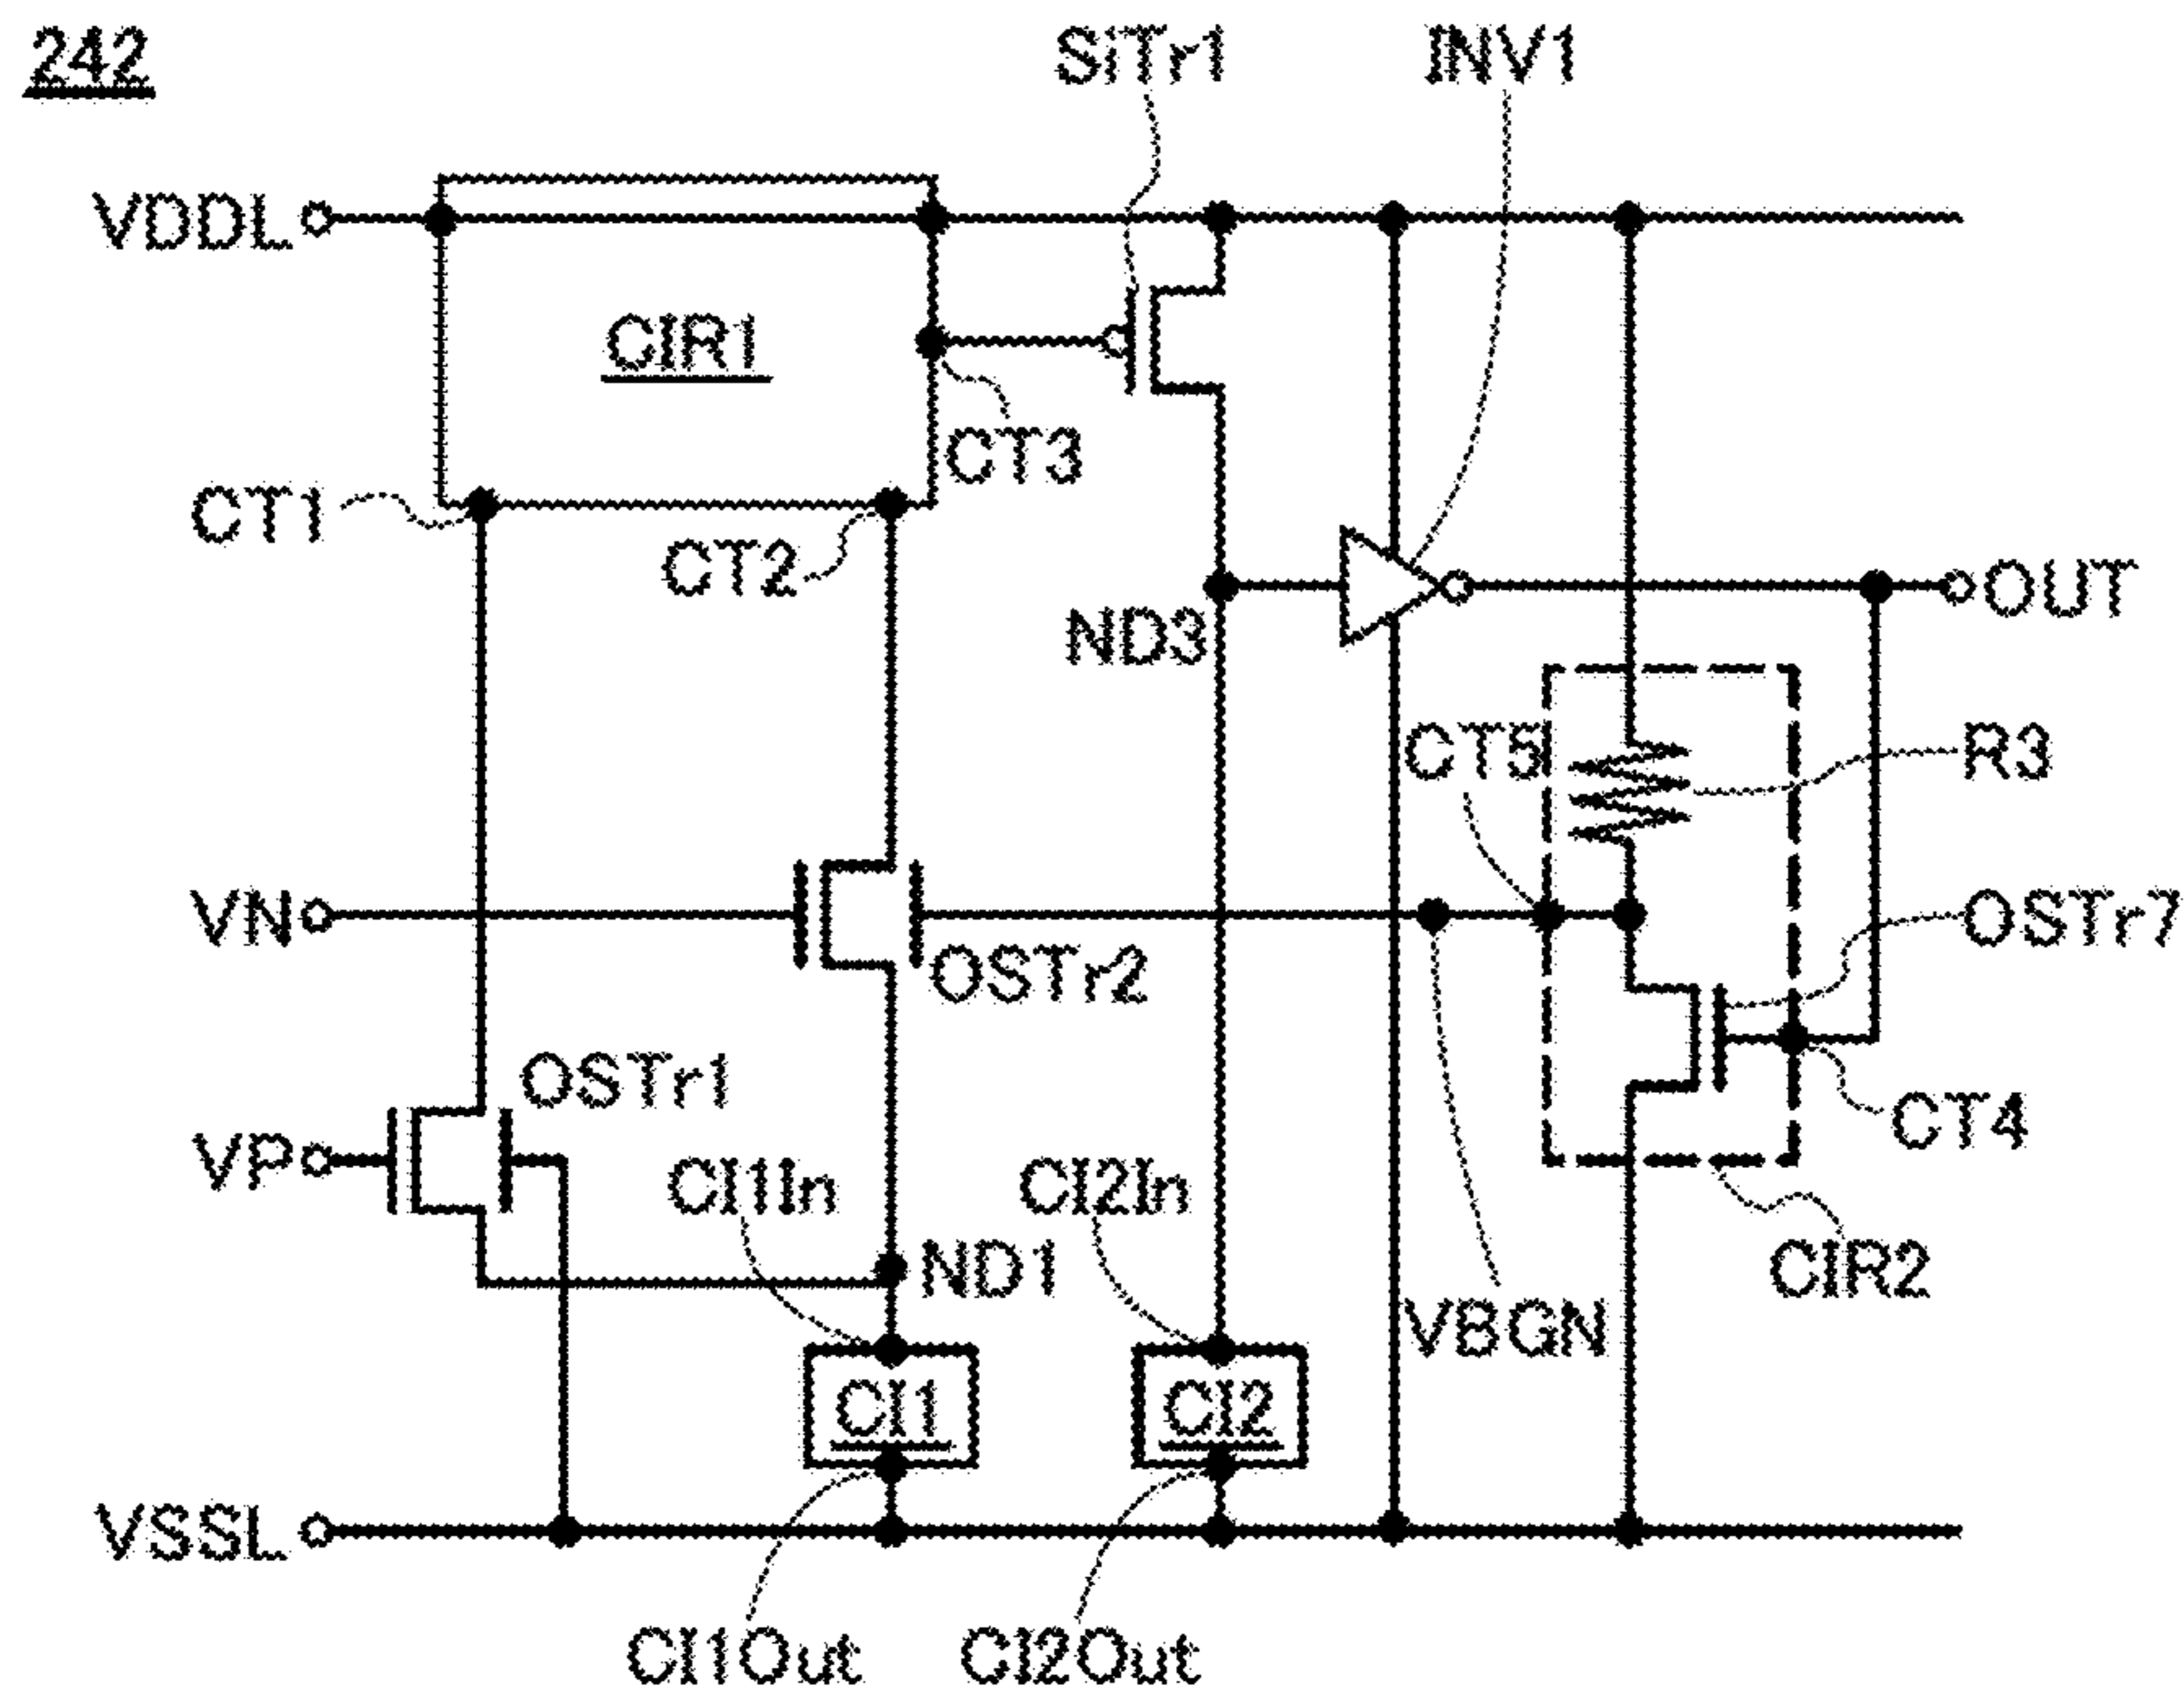 242
SiTr1
INV1
VDDL
CIR1
CT3
CT1
CT2
OUT
ND3
CT5
R3
VN
OSTr7
OSTr2
OSTr1
CT4
VP
CI1In
CI2In
ND1
CIR2
VBGN
CI1
CI2
VSSL
CI1Out
CI2Out